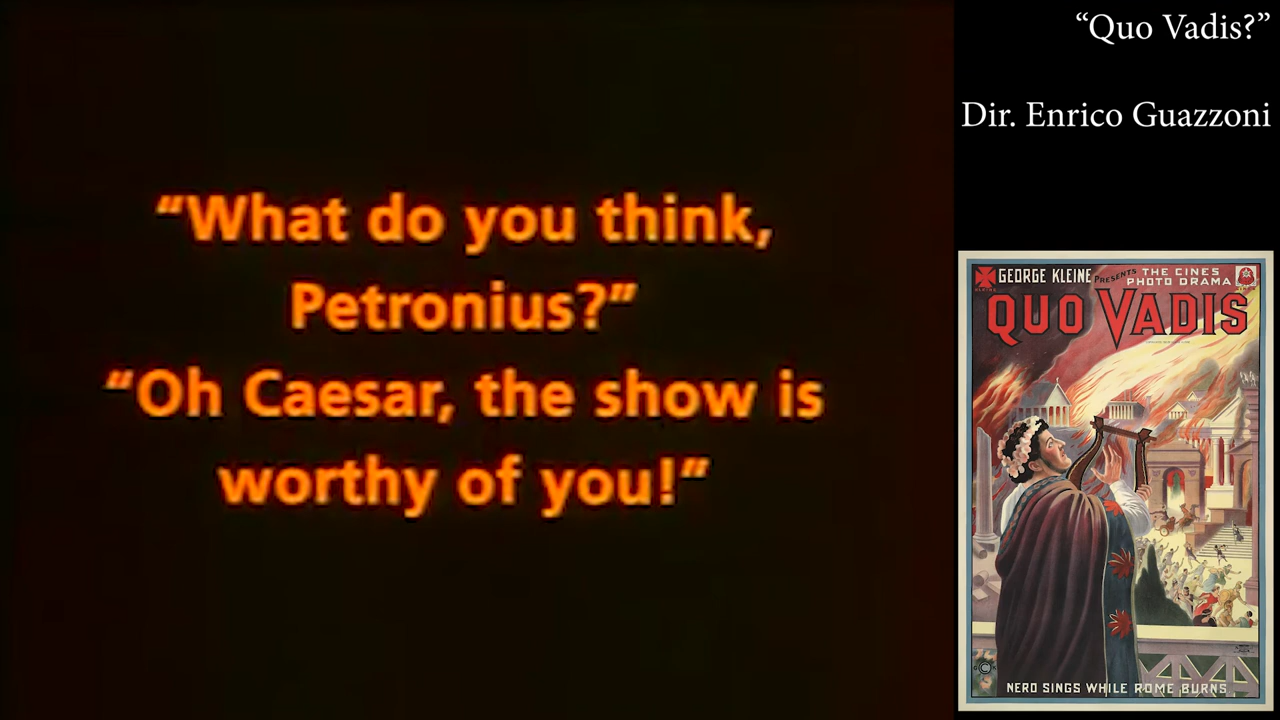 “What do you think,
Petronius?”
“Oh Caesar, the show is
worthy of you!”
“Quo Vadis?”
Dir. Enrico Guazzoni
GEORGE KLEINE PRESENTS THE CINES
PHOTO DRAMA
QUO VADIS
NERO SINGS WHILE ROME BURNS